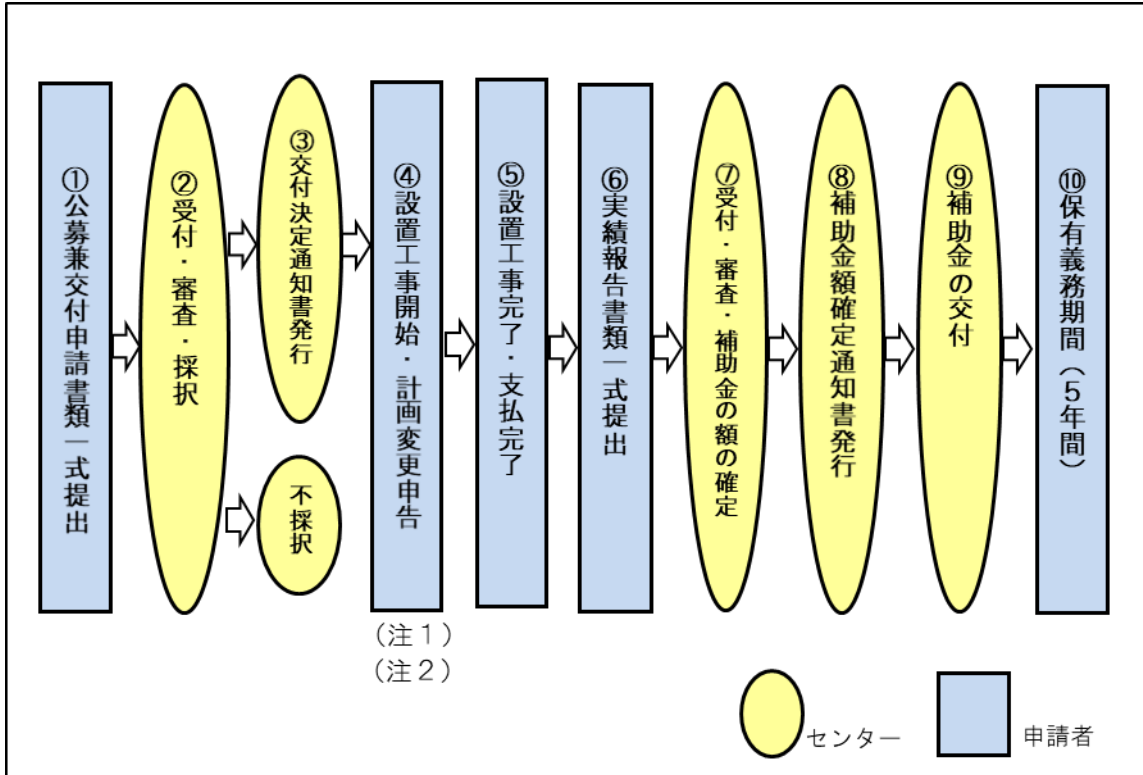 ①公募兼交付申請書類一式提出
②受付・審査・採択
③交付決定通知書発行
不採択
④設置工事開始・計画変更申告
(注1)
(注2)
⑤設置工事完了・支払完了
⑥実績報告書類一式提出
⑦受付・審査・補助金の額の確定
⑧補助金額確定通知書発行
⑨補助金の交付
⑩保有義務期間(5年間)
センター
申請者